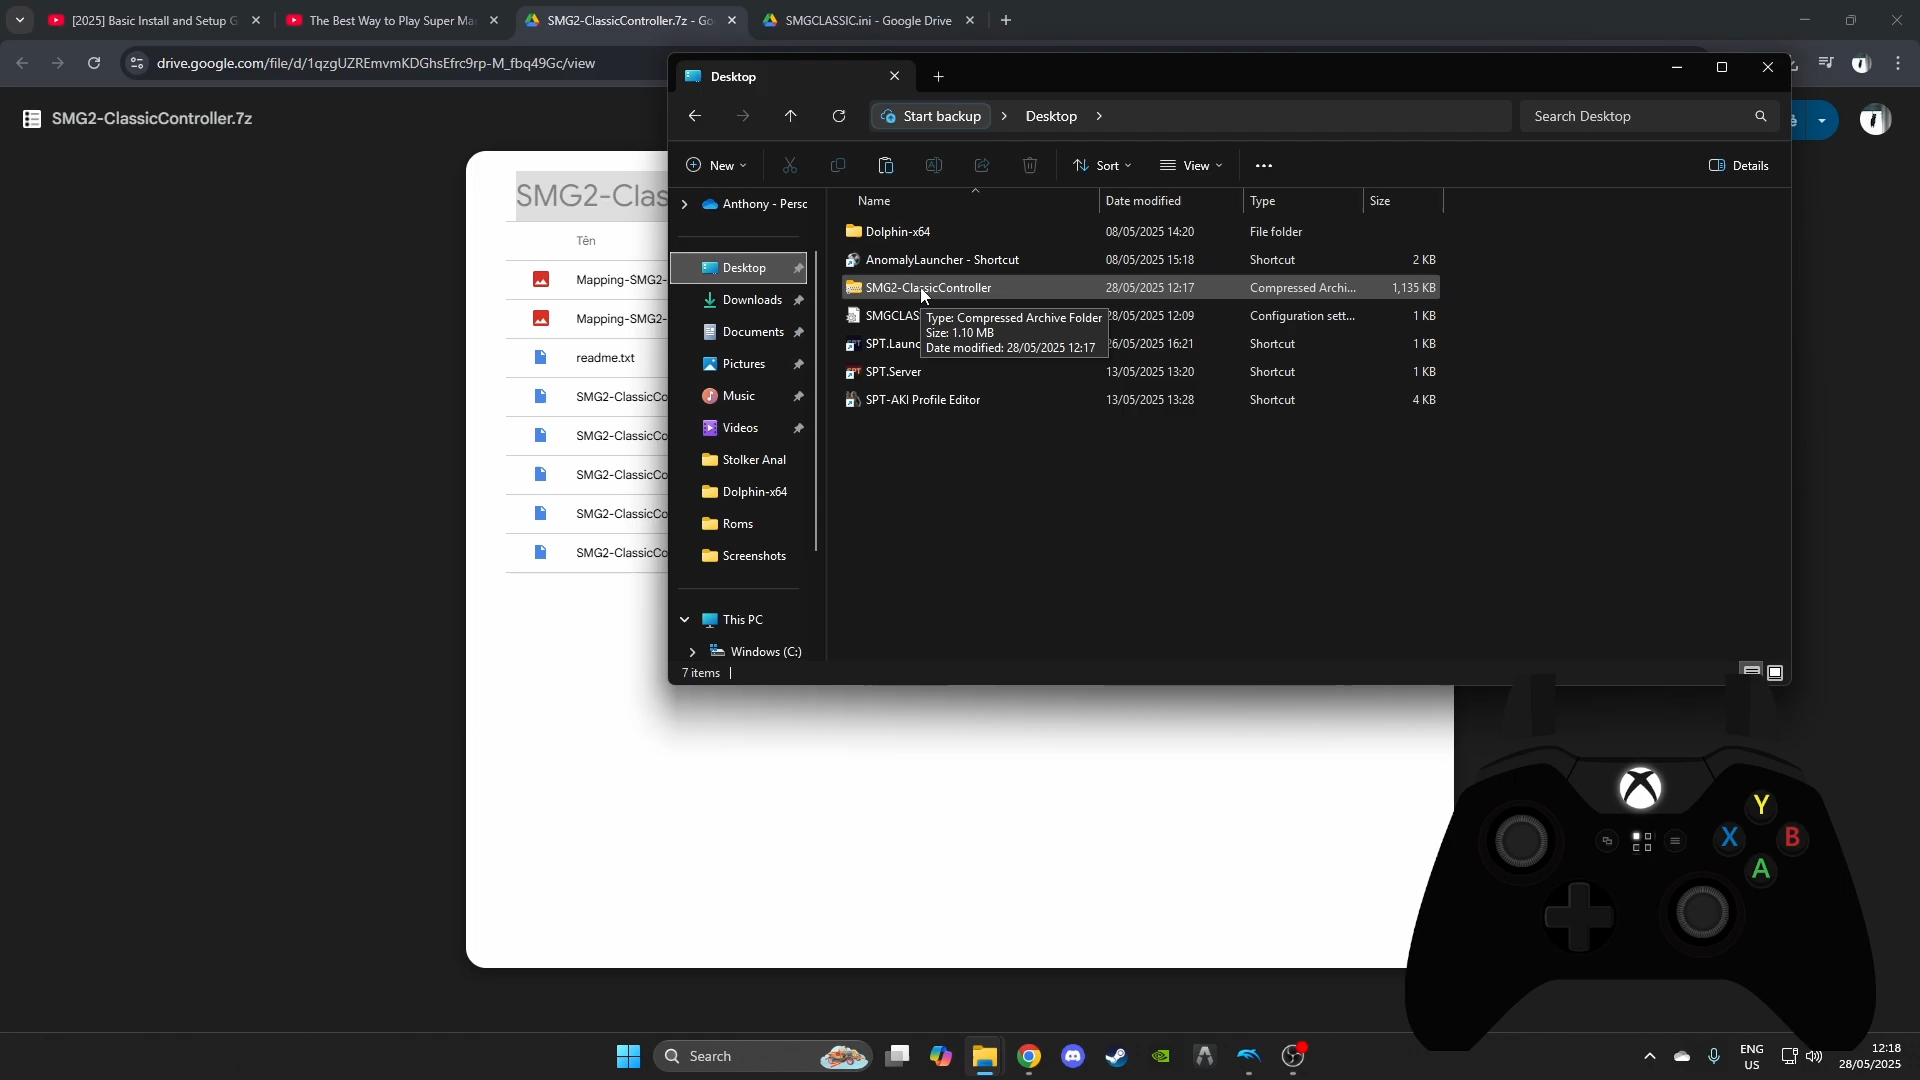 [2025] Basic Install and Setup G
The Best Way to Play Super Ma
SMG2-ClassicController.7z - Go
SMGCLASSIC.ini - Google Drive
drive.google.com/file/d/1qzgUZREmvmKDGhsEfrc9rp-M_fbq49Gc/view
SMG2-ClassicController.7z
SMG2-Clas
Tên
Mapping-SMG2-
Mapping-SMG2-
readme.txt
SMG2-ClassicCo
SMG2-ClassicCo
SMG2-ClassicCo
SMG2-ClassicCo
SMG2-ClassicCo
Desktop
Start backup
Desktop
Search Desktop
New
Sort
View
Details
Anthony - Persc
Desktop
Downloads
Documents
Pictures
Music
Videos
Stolker Anal
Dolphin-x64
Roms
Screenshots
This PC
Windows (C:)
Name Date modified Type Size
Dolphin-x64 08/05/2025 14:20 File folder
AnomalyLauncher - Shortcut 08/05/2025 15:18 Shortcut 2 KB
SMG2-ClassicController 28/05/2025 12:17 Compressed Archi... 1,135 KB
SMGCLAS 28/05/2025 12:09 Configuration sett... 1 KB
SPT.Launc 26/05/2025 16:21 Shortcut 1 KB
SPT.Server 13/05/2025 13:20 Shortcut 1 KB
SPT-AKI Profile Editor 13/05/2025 13:28 Shortcut 4 KB
Type: Compressed Archive Folder
Size: 1.10 MB
Date modified: 28/05/2025 12:17
7 items
Y
X
B
A
Search
ENG
US
12:18
28/05/2025